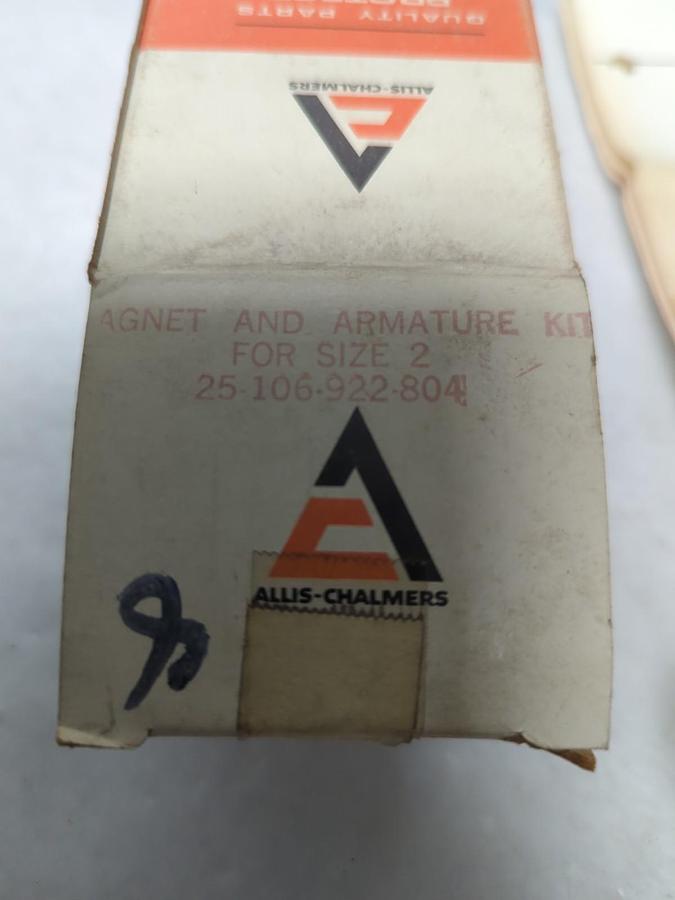 QUALITY PARTS
ALLIS-CHALMERS
AGNET AND ARMATURE KIT
FOR SIZE 2
25-106-922-804
ALLIS-CHALMERS